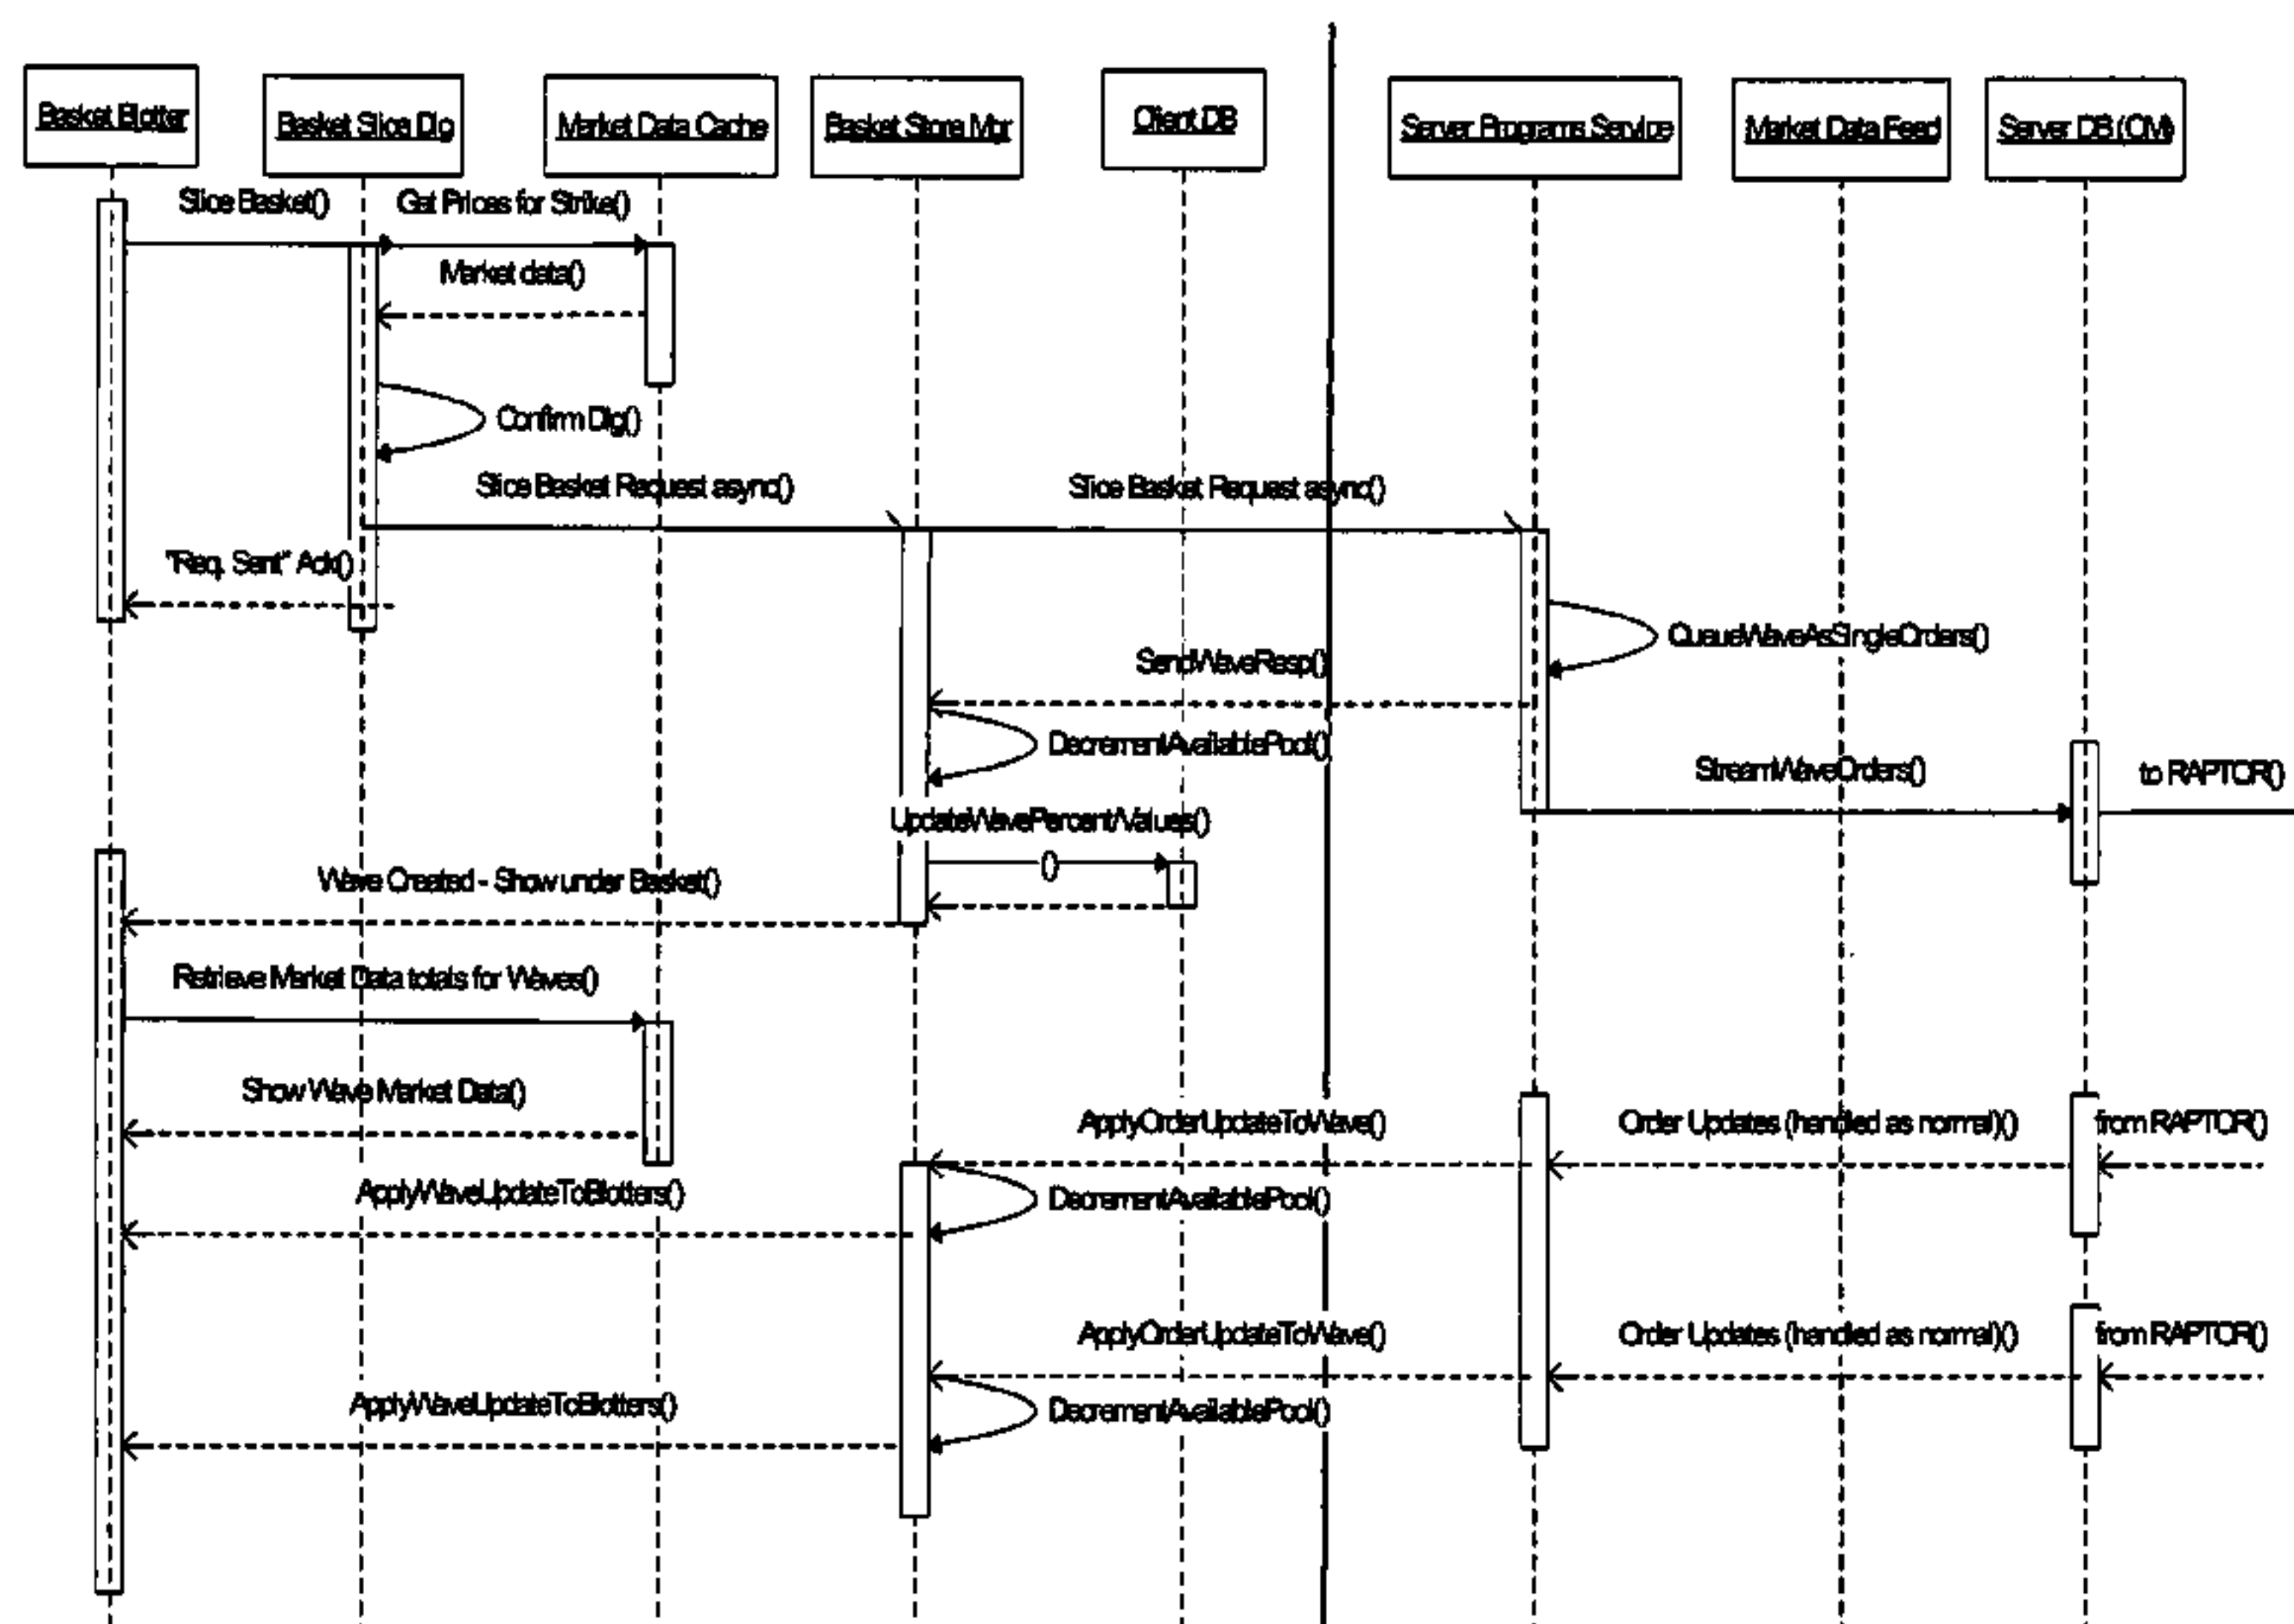 Basket Blotter
Basket Slice Dlg
Market Data Cache
Basket Store Mgr
Client DB
Server Programs Service
Market Data Feed
Server DB (OM)
Slice Basket()
Get Prices for Strike()
Market data()
Confirm Dlg()
Slice Basket Request async()
Slice Basket Request async()
"Req. Sent" Ack()
QueueWaveAsSingleOrders()
SendWaveResp()
DecrementAvailablePool()
StreamWaveOrders()
to RAPTOR()
UpdateWavePercentValues()
()
Wave Created - Show under Basket()
Retrieve Market Data totals for Waves()
Show Wave Market Data()
ApplyOrderUpdateToWave()
Order Updates (handled as normal)()
from RAPTOR()
ApplyWaveUpdateToBlotters()
DecrementAvailablePool()
ApplyOrderUpdateToWave()
Order Updates (handled as normal)()
from RAPTOR()
ApplyWaveUpdateToBlotters()
DecrementAvailablePool()